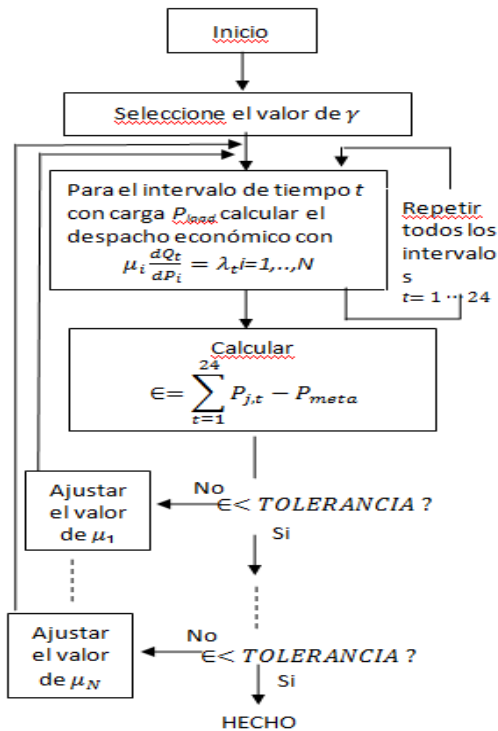 Inicio
Seleccione el valor de γ
Para el intervalo de tiempo t
con carga P_load calcular el
despacho económico con
μ_i dQ_t/dP_i = λ_t i=1,..,N
Repetir
todos los
intervalo
s
t= 1 ⋯ 24
Calcular
∈= ∑_{t=1}^{24} P_{j,t} − P_meta
Ajustar
el valor
de μ_1
No
∈< TOLERANCIA ?
Si
Ajustar
el valor
de μ_N
No
∈< TOLERANCIA ?
Si
HECHO